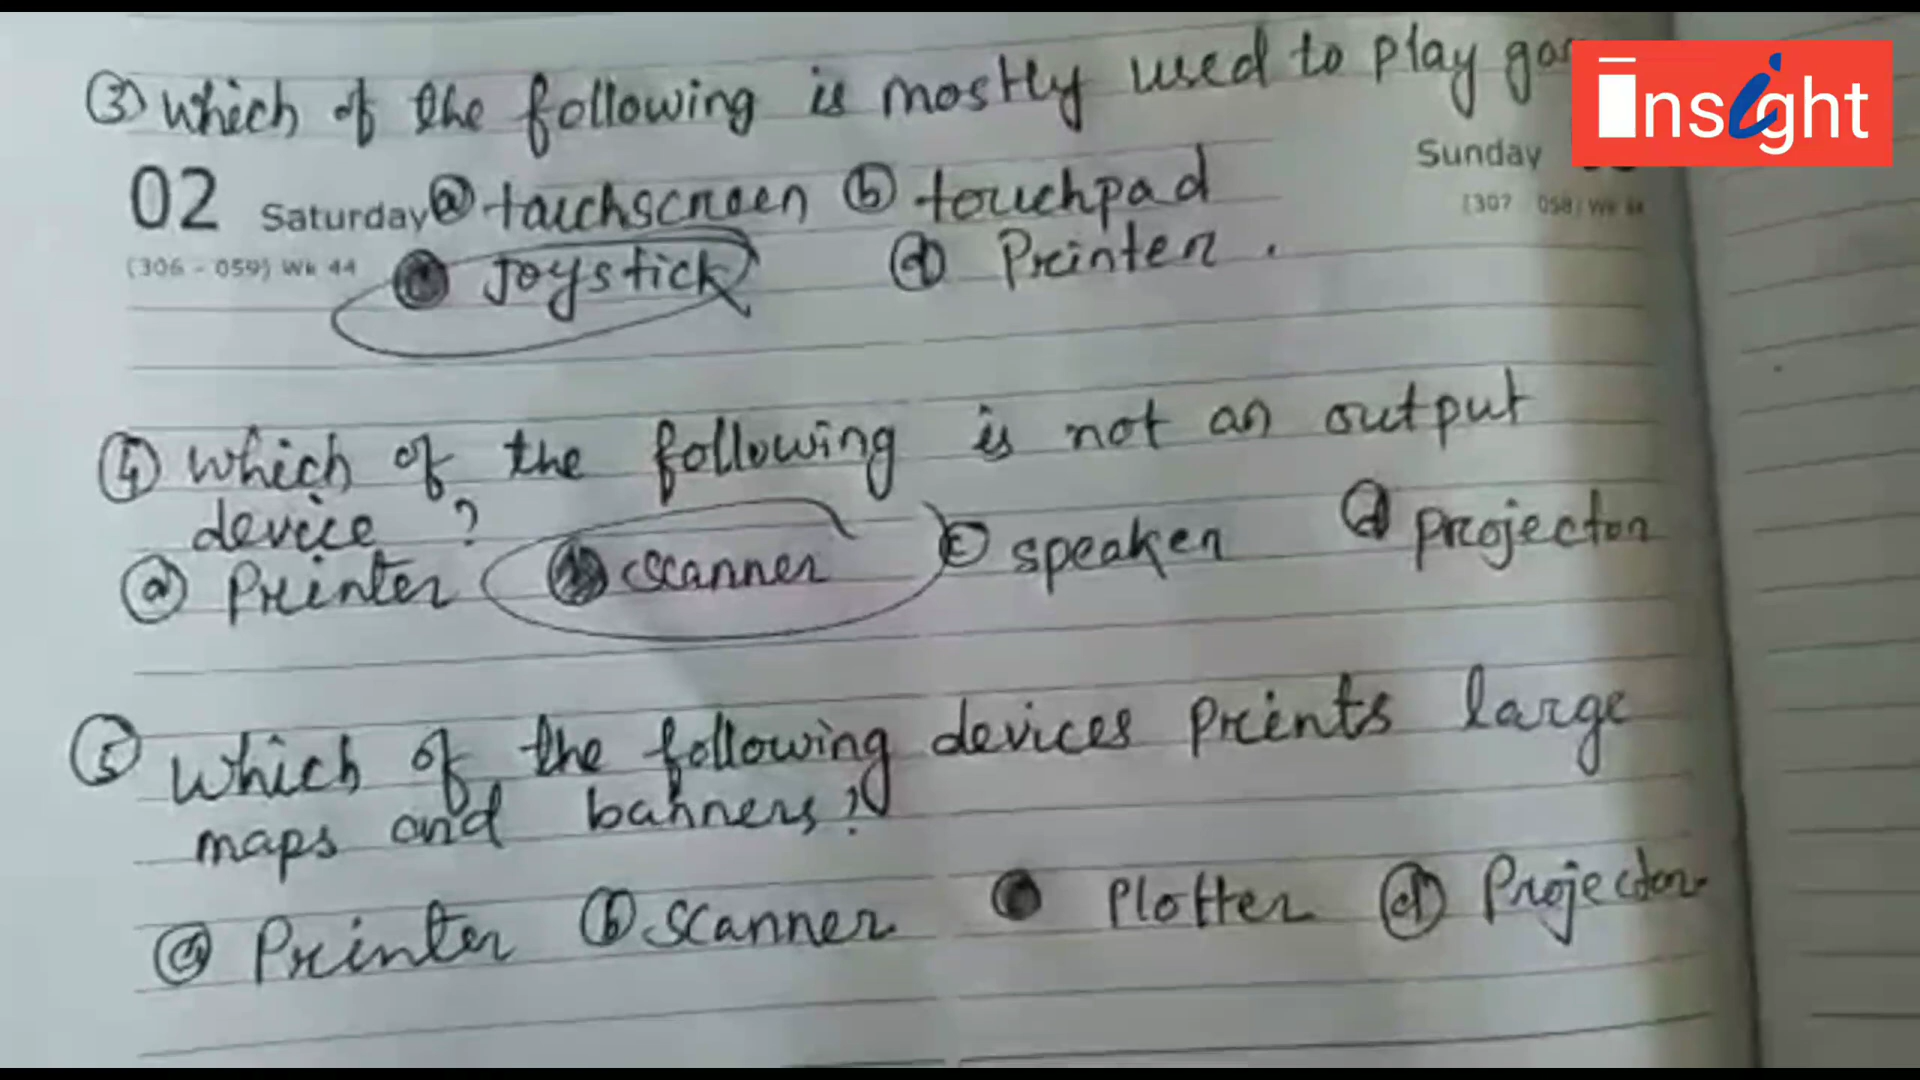 ③ Which of the following is mostly used to play
Insight
02 Saturday ⓐ tauchscreen ⓑ touchpad
Sunday
(306 - 059) Wk 44
Joystick ⓓ Printer.
④ Which of the following is not an output
device ?
ⓐ Printer scanner ⓒ speaker ⓓ projector
⑤ Which of the following devices prints large
maps and banners?
ⓐ Printer ⓑ scanner Plotter ⓓ Projector.